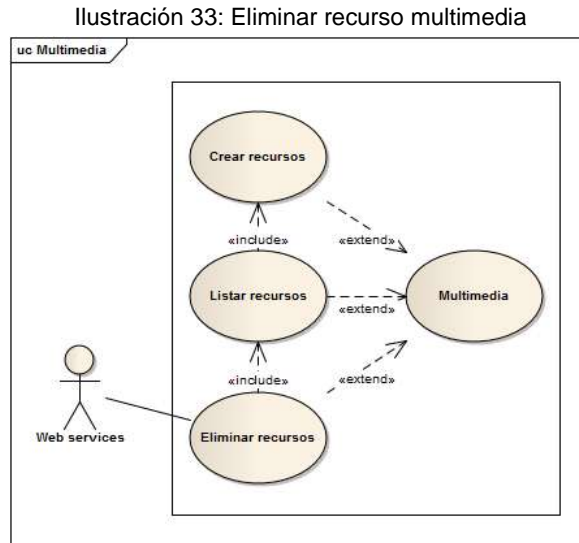 Ilustración 33: Eliminar recurso multimedia
uc Multimedia
Crear recursos
«include»
«extend»
Listar recursos
«extend»
Multimedia
«include»
«extend»
Web services
Eliminar recursos